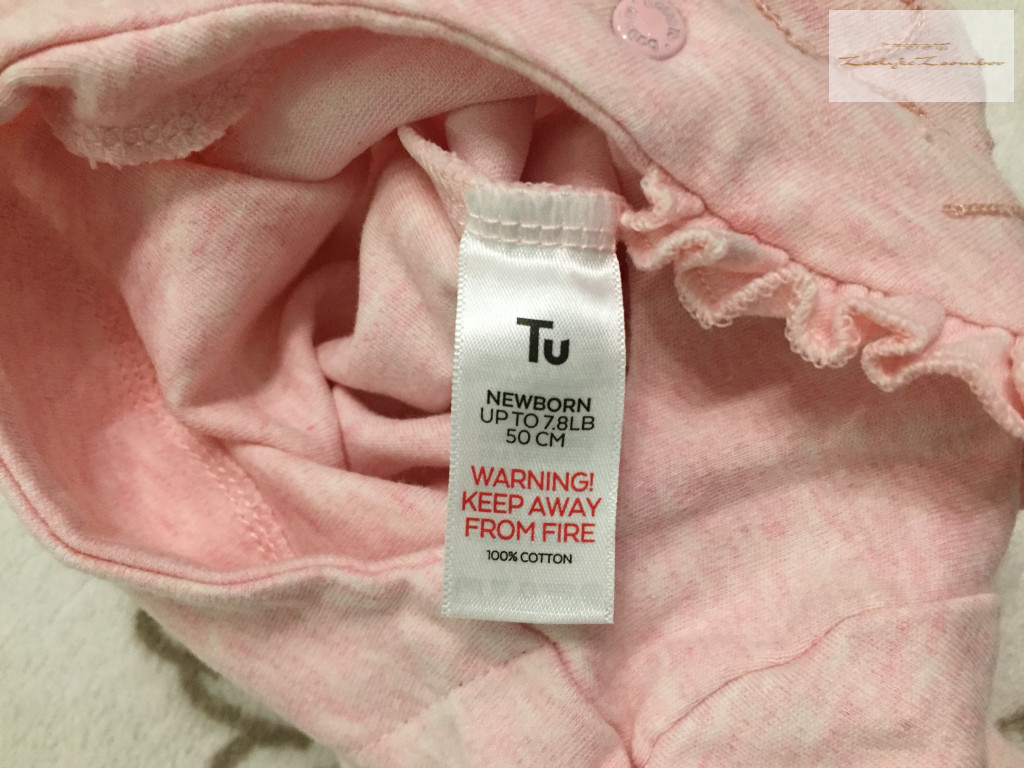 Tu
NEWBORN
UP TO 7.8LB
50 CM
WARNING!
KEEP AWAY
FROM FIRE
100% COTTON